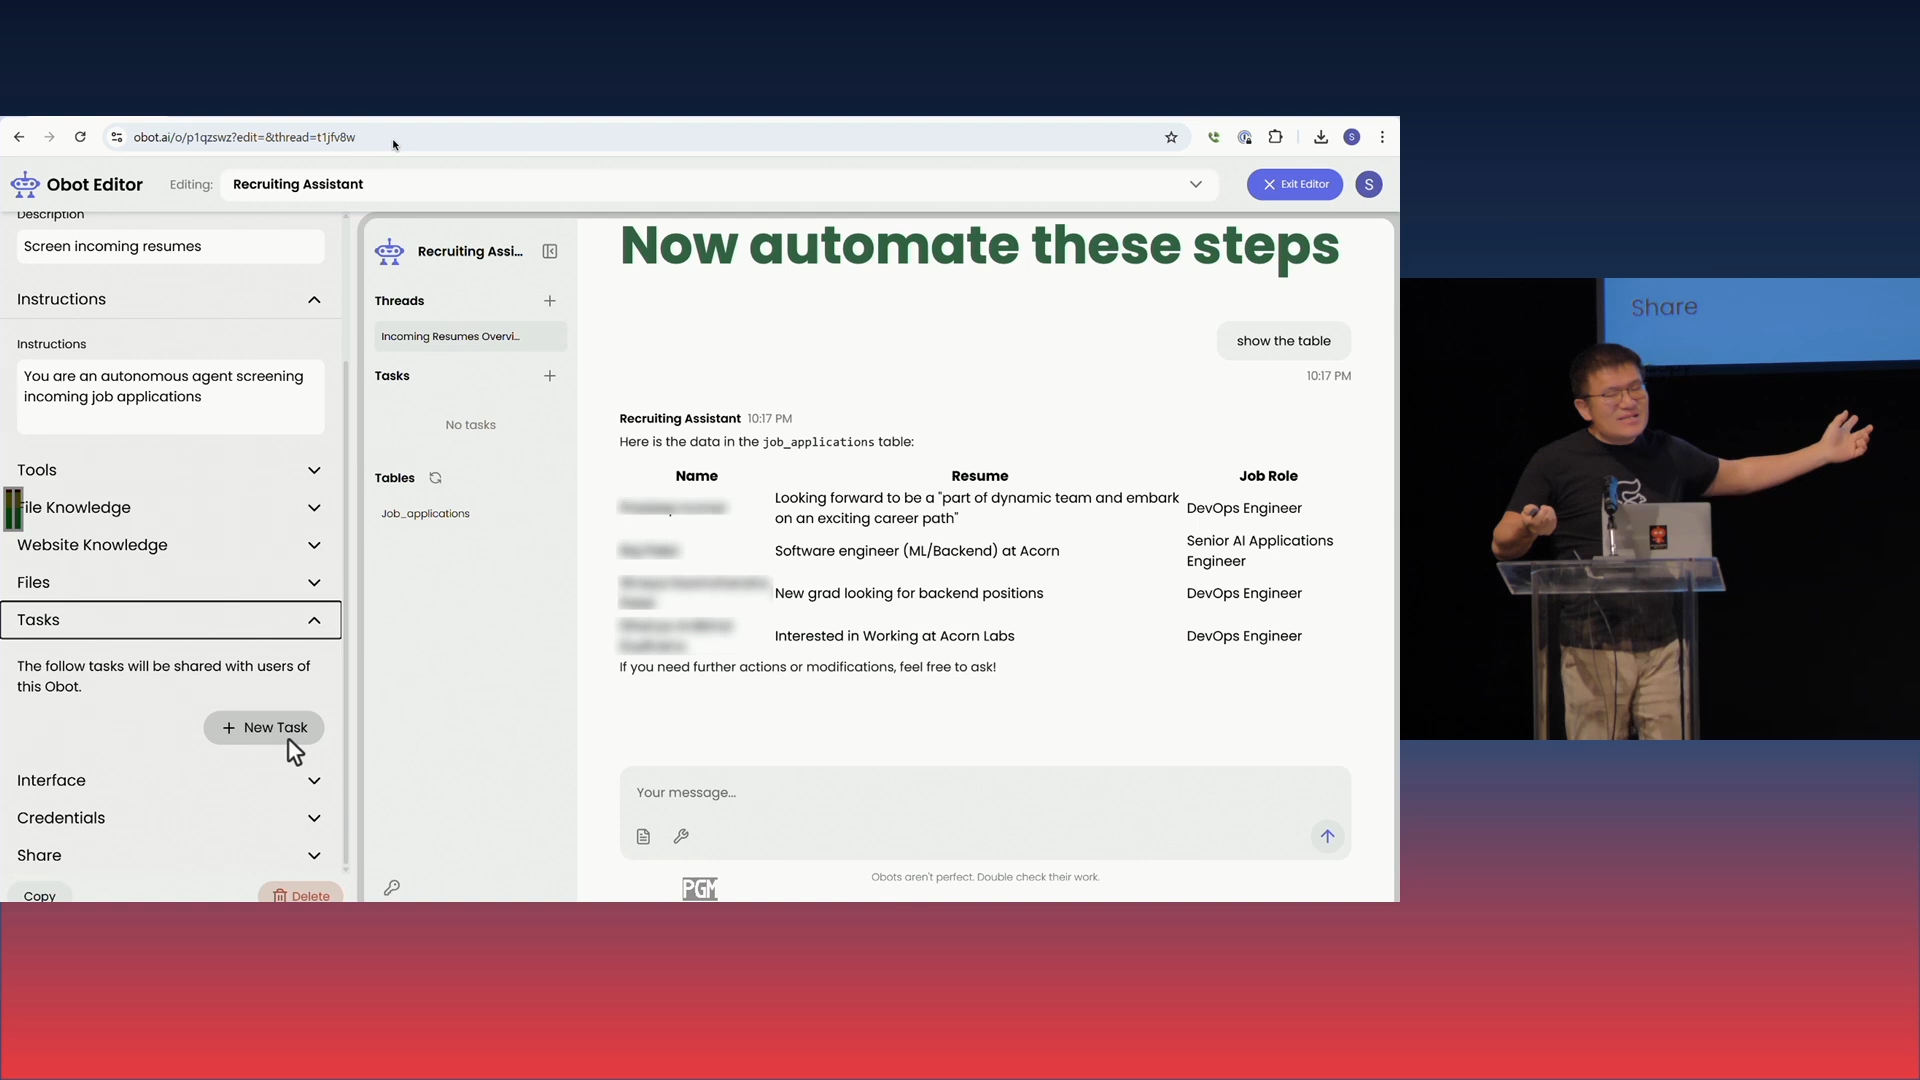 obot.ai/o/p1qzswz?edit=&thread=t1jfv8w
S
Obot Editor
Editing:
Recruiting Assistant
Exit Editor
S
Description
Screen incoming resumes
Instructions
Instructions
You are an autonomous agent screening
incoming job applications
Tools
File Knowledge
Website Knowledge
Files
Tasks
The follow tasks will be shared with users of
this Obot.
+ New Task
Interface
Credentials
Share
Copy
Delete
Recruiting Assi...
Threads
Incoming Resumes Overvi...
Tasks
No tasks
Tables
Job_applications
Now automate these steps
show the table
10:17 PM
Recruiting Assistant 10:17 PM
Here is the data in the job_applications table:
Name Resume Job Role
Looking forward to be a "part of dynamic team and embark
on an exciting career path"
DevOps Engineer
Software engineer (ML/Backend) at Acorn
Senior AI Applications
Engineer
New grad looking for backend positions
DevOps Engineer
Interested in Working at Acorn Labs
DevOps Engineer
If you need further actions or modifications, feel free to ask!
Your message...
Obots aren't perfect. Double check their work.
PGM
Share